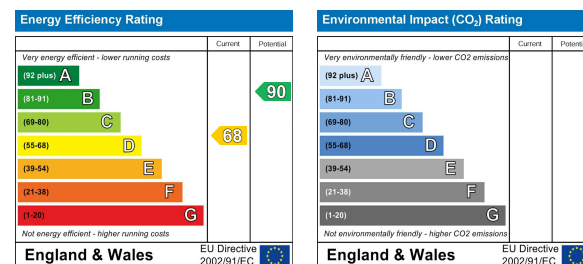 Energy Efficiency Rating
Current Potential
Very energy efficient - lower running costs
(92 plus) A
(81-91) B
90
(69-80) C
(55-68) D
68
(39-54) E
(21-38) F
(1-20) G
Not energy efficient - higher running costs
England & Wales
EU Directive
2002/91/EC
Environmental Impact (CO₂) Rating
Current Potential
Very environmentally friendly - lower CO2 emissions
(92 plus) A
(81-91) B
(69-80) C
(55-68) D
(39-54) E
(21-38) F
(1-20) G
Not environmentally friendly - higher CO2 emissions
England & Wales
EU Directive
2002/91/EC